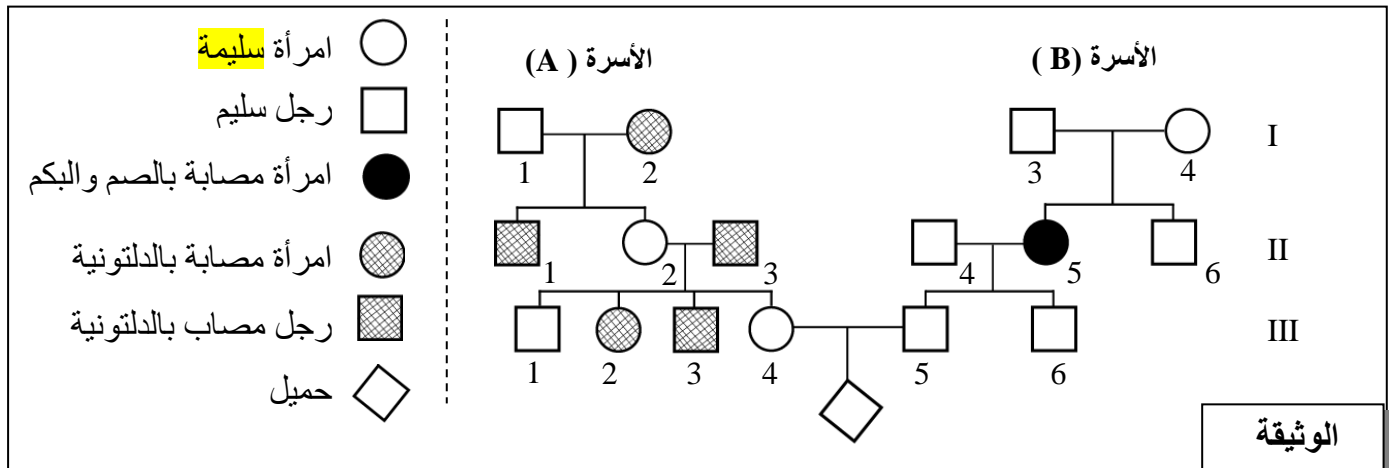 امرأة سليمة
رجل سليم
امرأة مصابة بالصم والبكم
امرأة مصابة بالدلتونية
رجل مصاب بالدلتونية
حميل
الأسرة ( A)
الأسرة (B )
1 2 3 4 I
1 2 3 4 5 6 II
1 2 3 4 5 6 III
الوثيقة